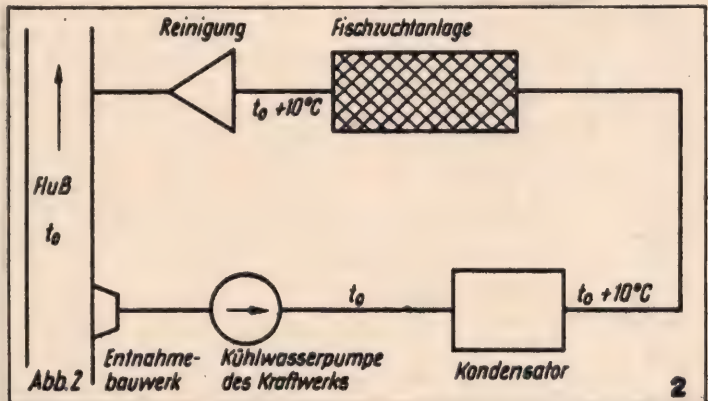 Reinigung
Fischzuchtanlage
t₀ +10°C
Fluß
t₀
t₀
t₀ +10°C
Entnahme-
bauwerk
Kühlwasserpumpe
des Kraftwerks
Kondensator
Abb.2
2